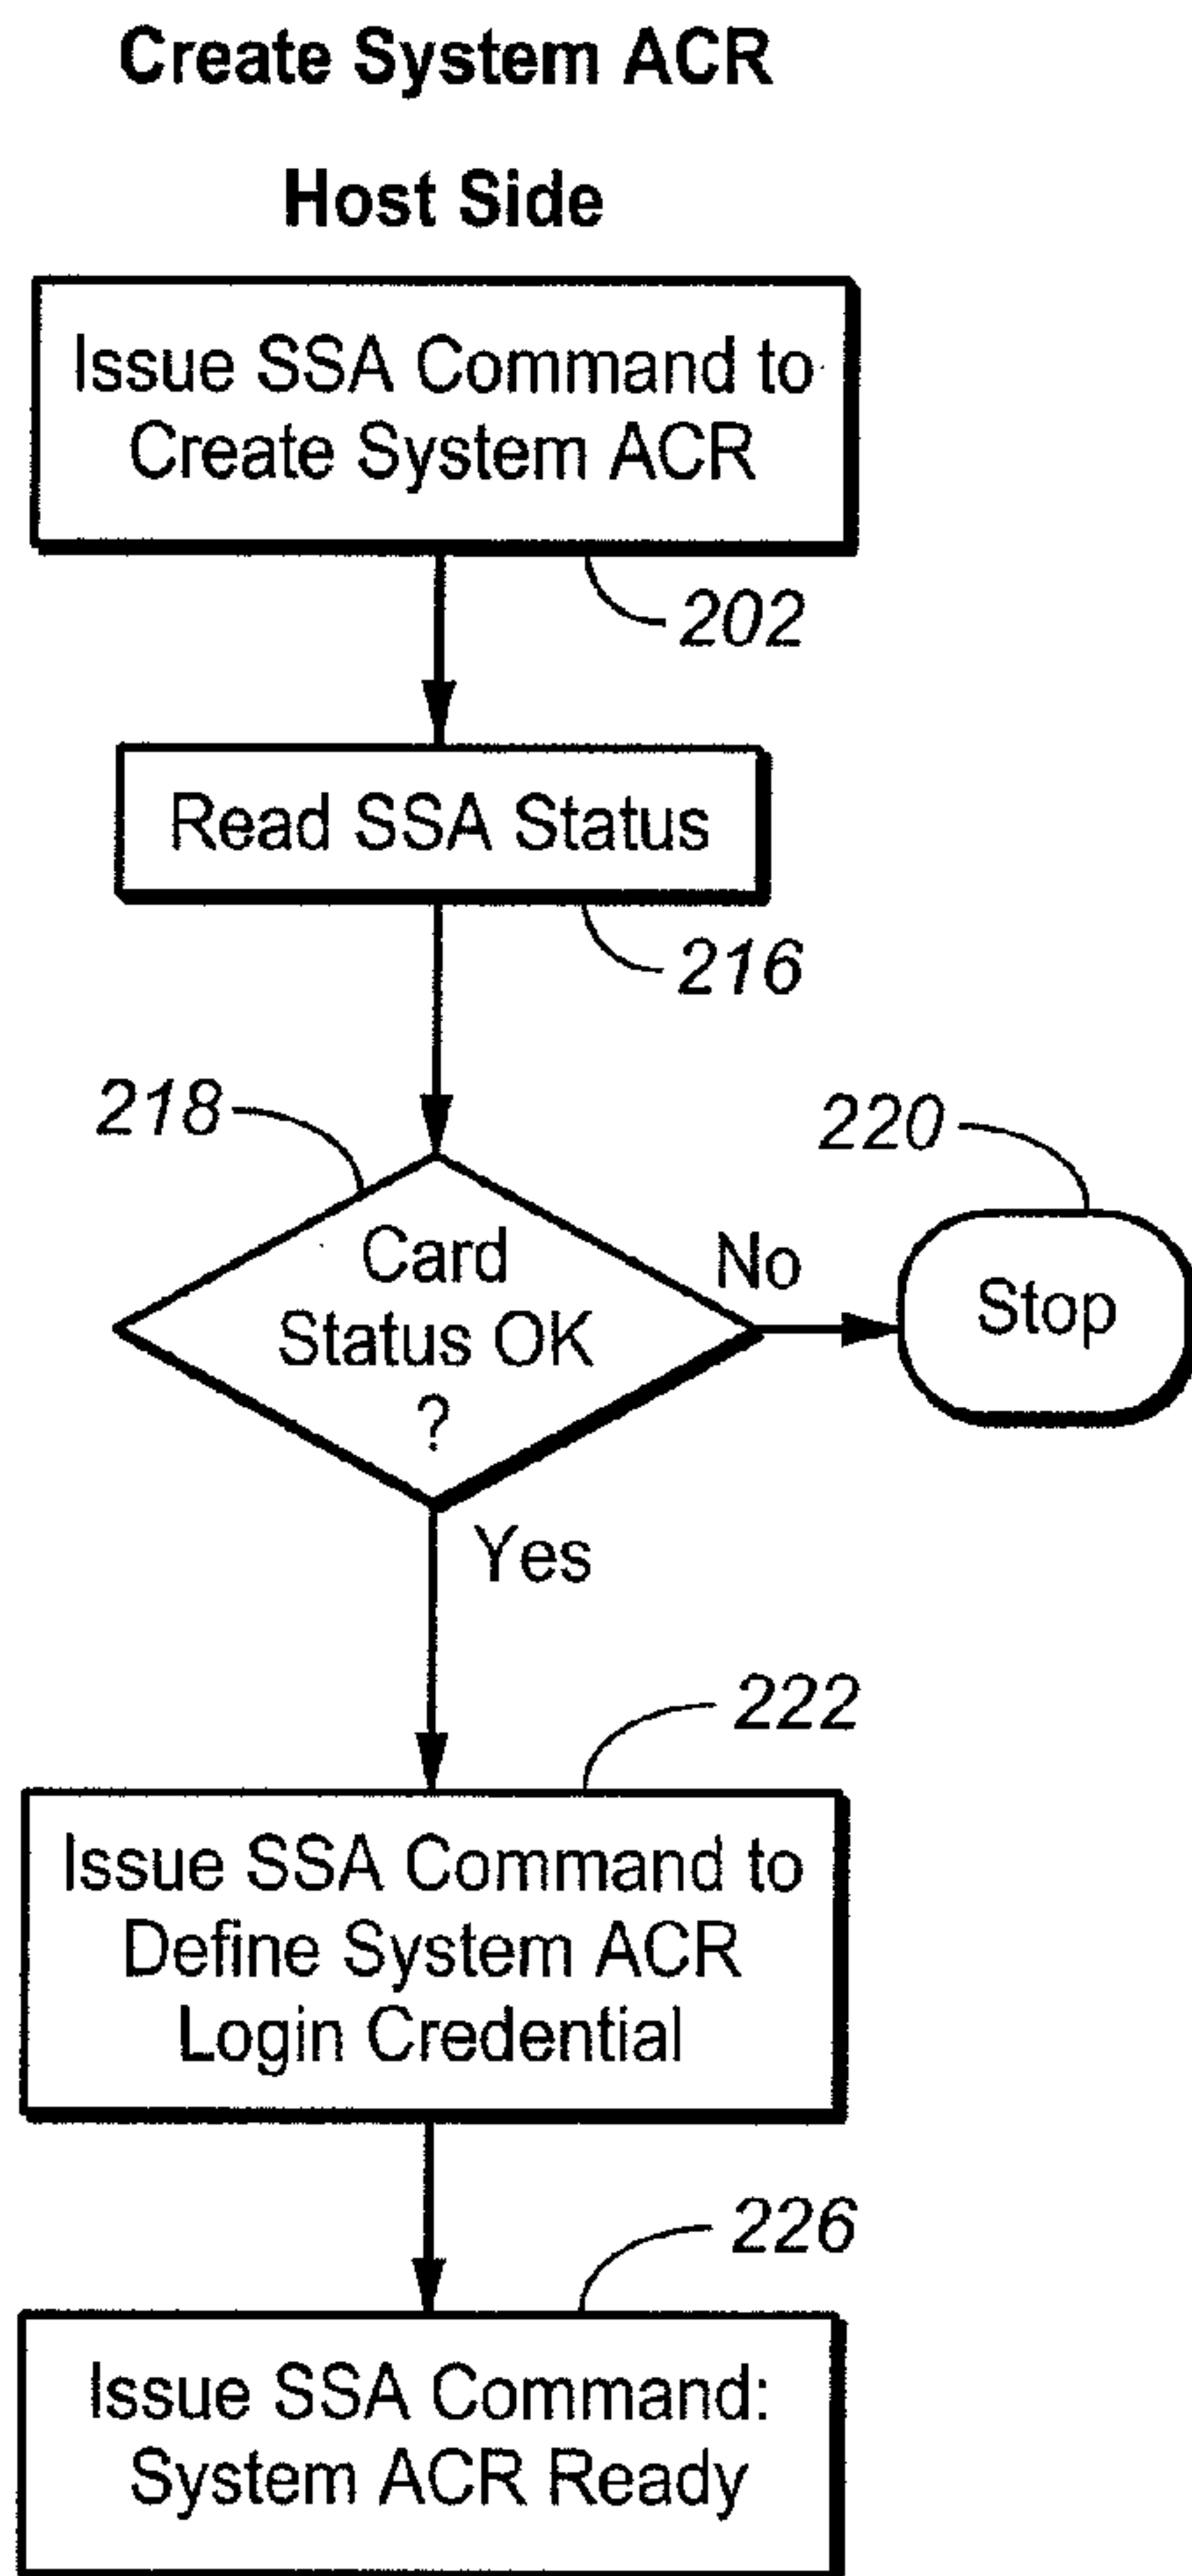 Create System ACR
Host Side
Issue SSA Command to
Create System ACR
202
Read SSA Status
216
218
220
Card
Status OK
?
No
Stop
Yes
222
Issue SSA Command to
Define System ACR
Login Credential
226
Issue SSA Command:
System ACR Ready